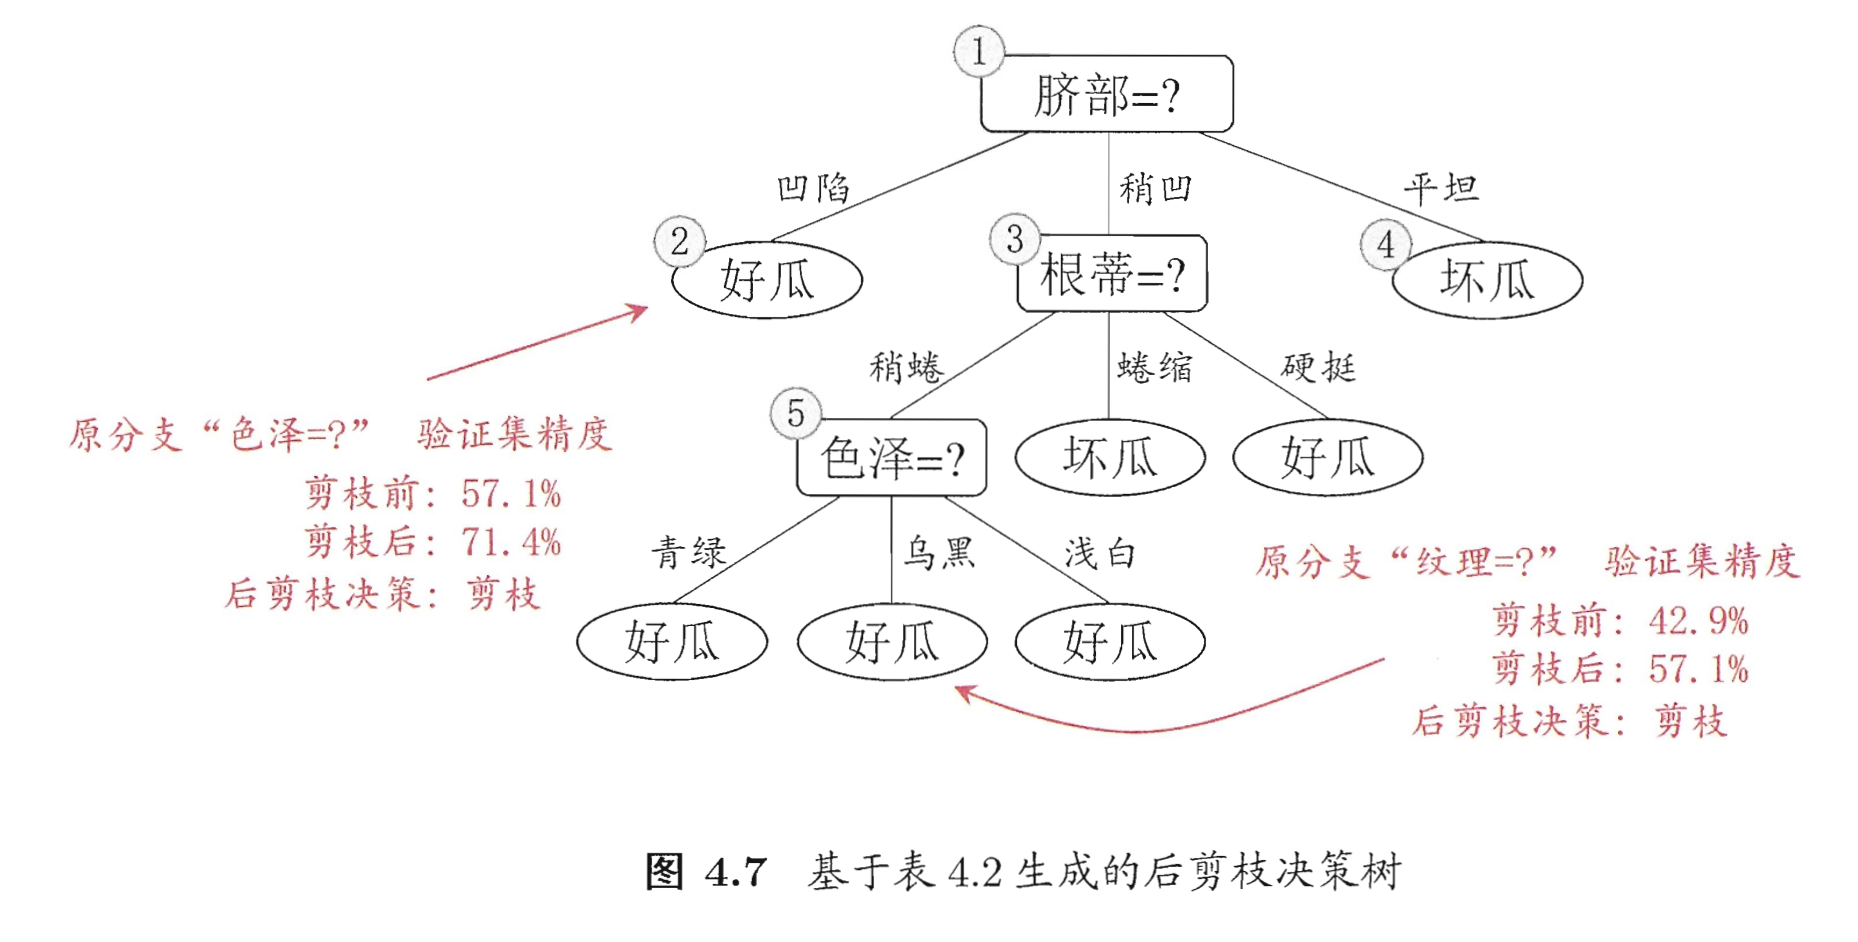 1
脐部=?
凹陷
稍凹
平坦
2
好瓜
3
根蒂=?
4
坏瓜
稍蜷
蜷缩
硬挺
5
色泽=?
坏瓜
好瓜
原分支“色泽=?” 验证集精度
剪枝前: 57.1%
剪枝后: 71.4%
后剪枝决策: 剪枝
青绿
乌黑
浅白
好瓜
好瓜
好瓜
原分支“纹理=?” 验证集精度
剪枝前: 42.9%
剪枝后: 57.1%
后剪枝决策: 剪枝
图 4.7 基于表 4.2 生成的后剪枝决策树